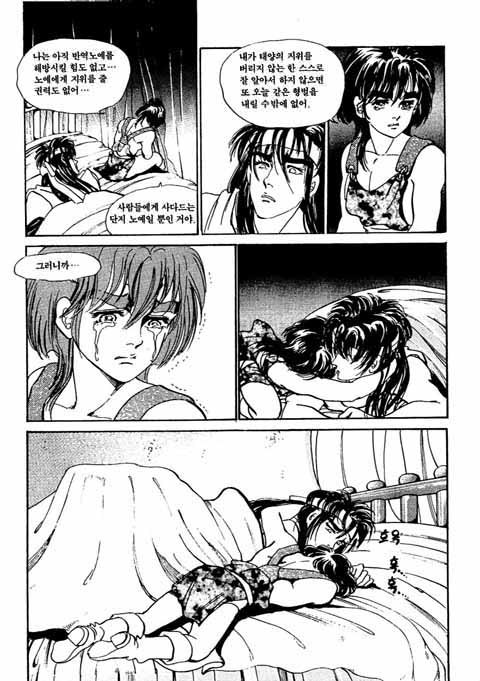 나는 아직 반역노예를
해방시킬 힘도 없고…
노예에게 지위를 줄
권력도 없어…
사람들에게 사다드는
단지 노예일 뿐인 거야.
내가 태양의 지위를
버리지 않는 한 스스로
잘 알아서 하지 않으면
또 오늘 같은 형벌을
내릴 수밖에 없어.
그러니까…
흐윽
흑…
흑…